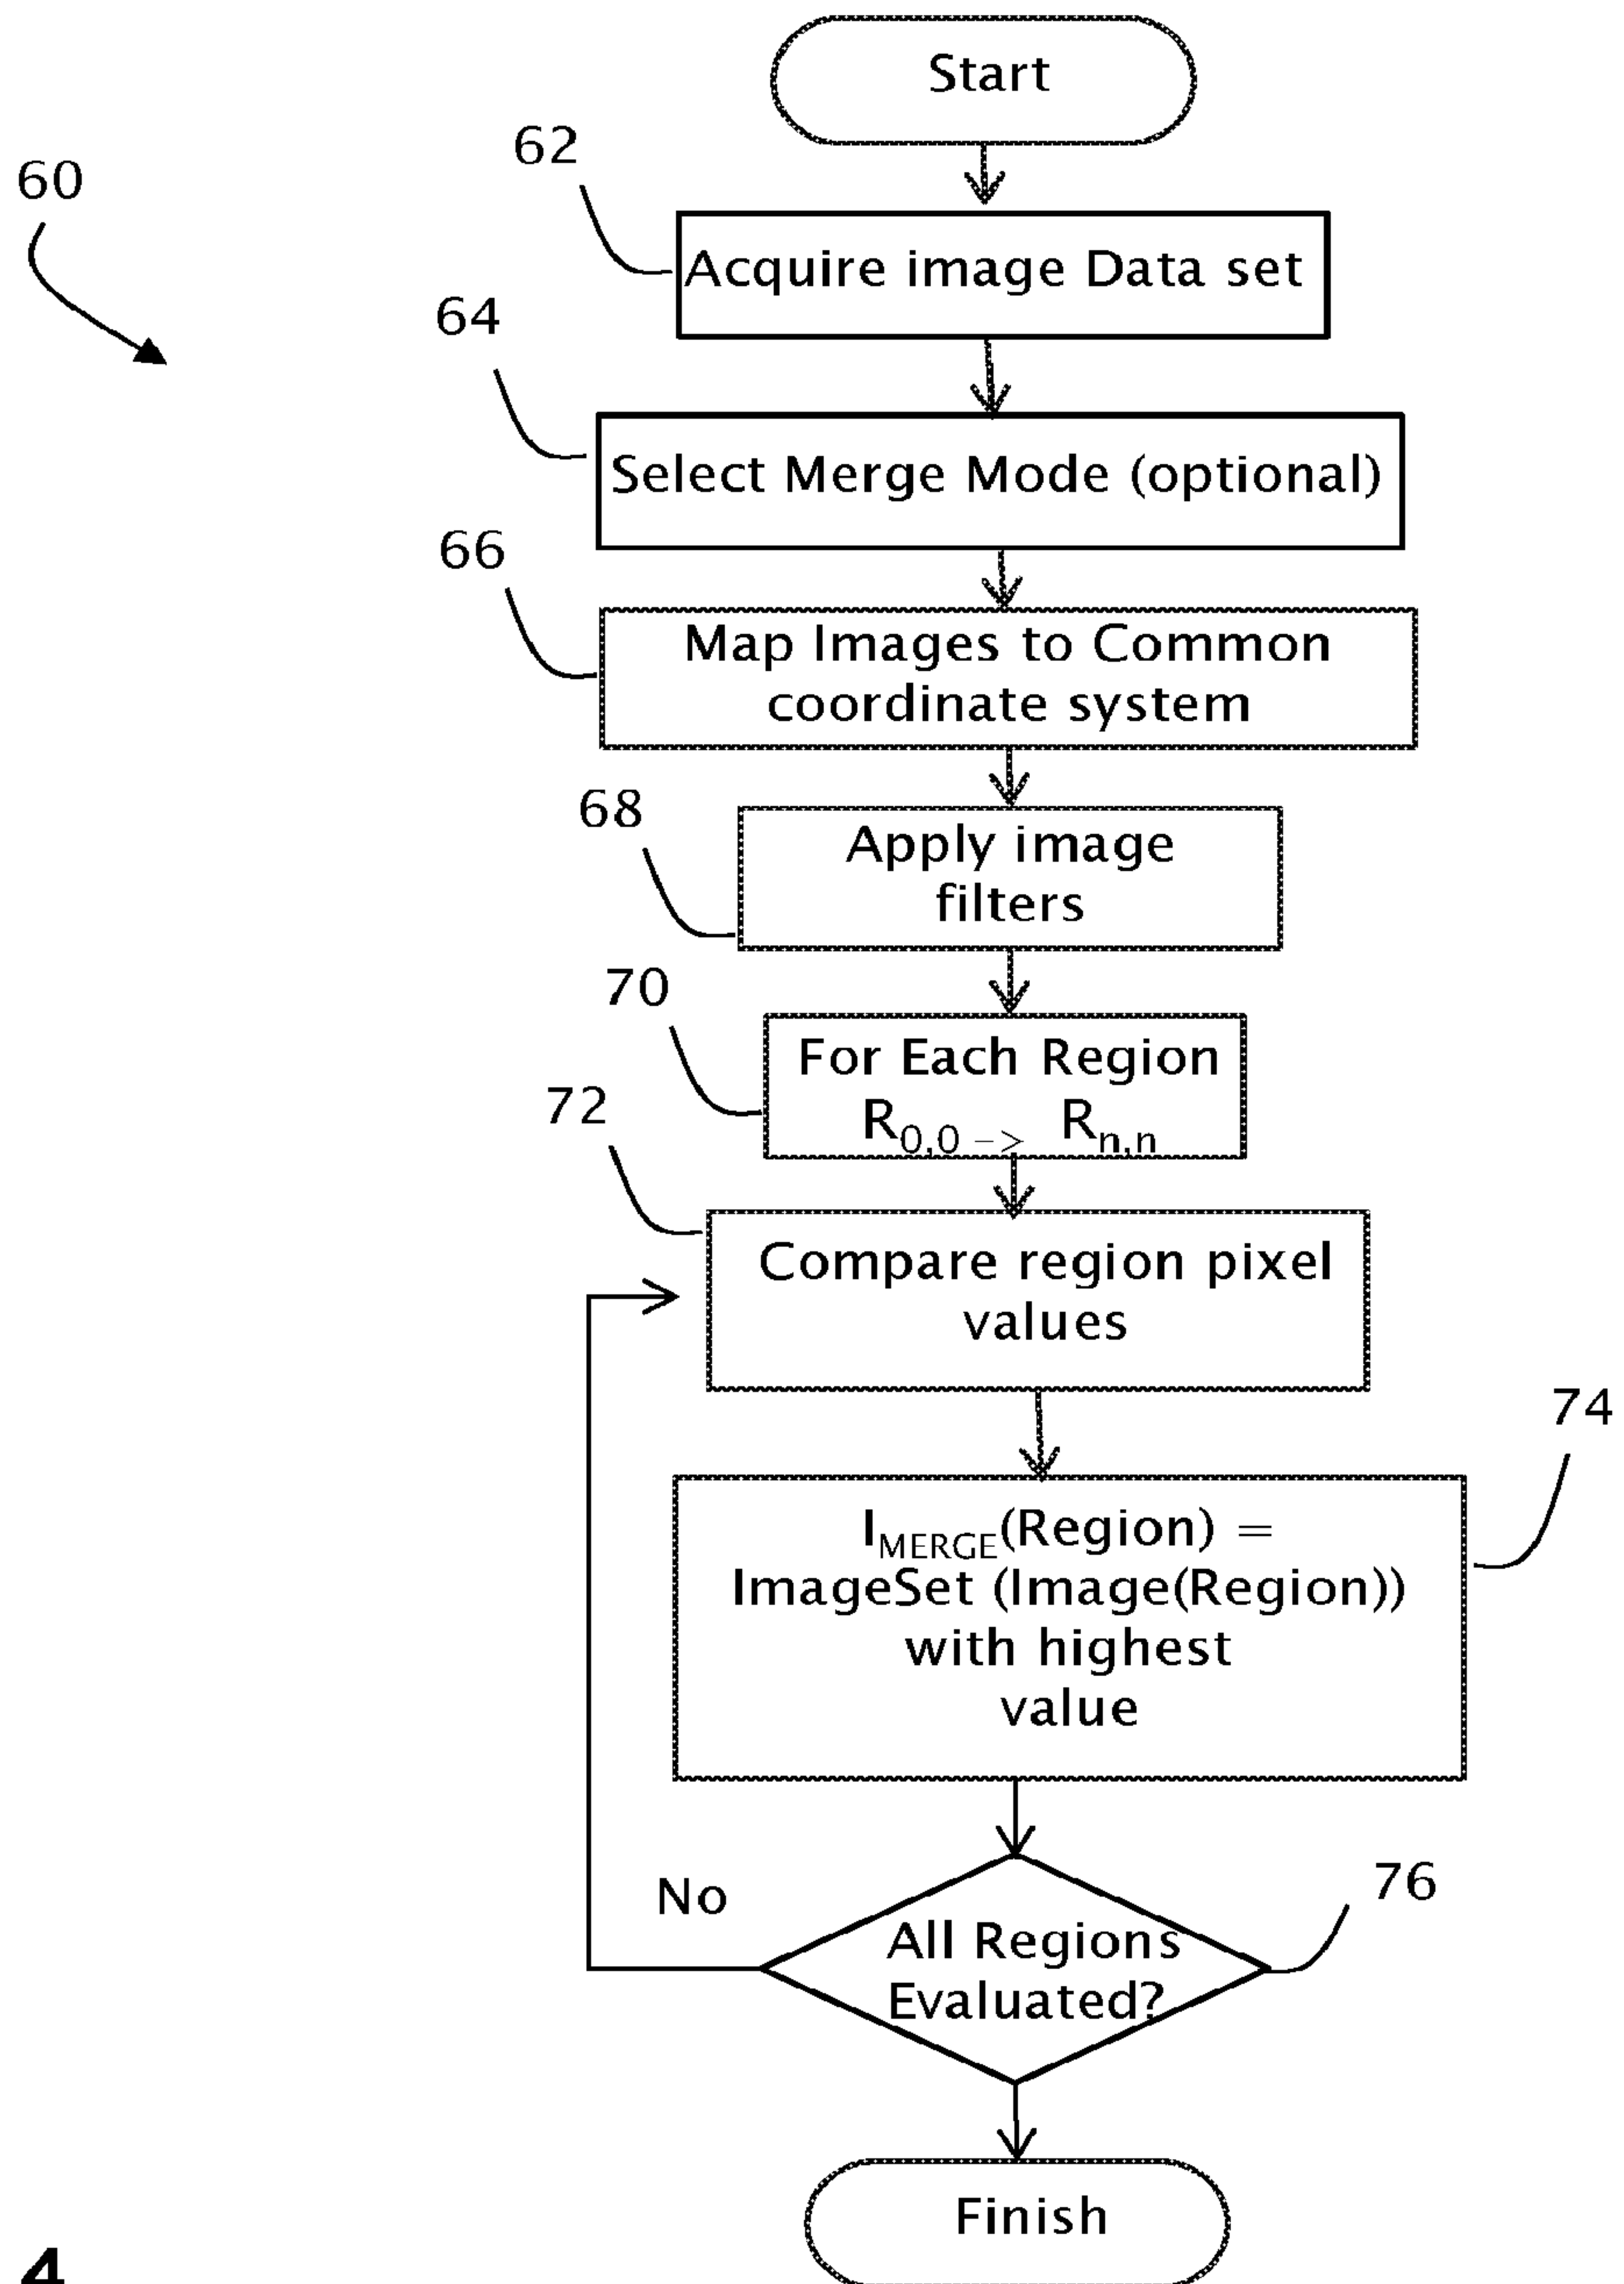 Start
62
60
Acquire image Data set
64
Select Merge Mode (optional)
66
Map Images to Common
coordinate system
68
Apply image
filters
70
For Each Region
R0,0 -> Rn,n
72
Compare region pixel
values
74
IMERGE(Region) =
ImageSet (Image(Region))
with highest
value
No
76
All Regions
Evaluated?
Finish
4